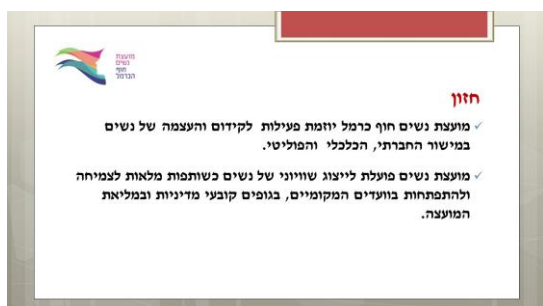 מועצת
נשים
חוף
הכרמל
חזון
מועצת נשים חוף כרמל יוזמת פעילות לקידום והעצמה של נשים
במישור החברתי, הכלכלי והפוליטי.
מועצת נשים פועלת לייצוג שוויוני של נשים כשותפות מלאות לצמיחה
ולהתפתחות בוועדים המקומיים, בגופים קובעי מדיניות ובמליאת
המועצה.